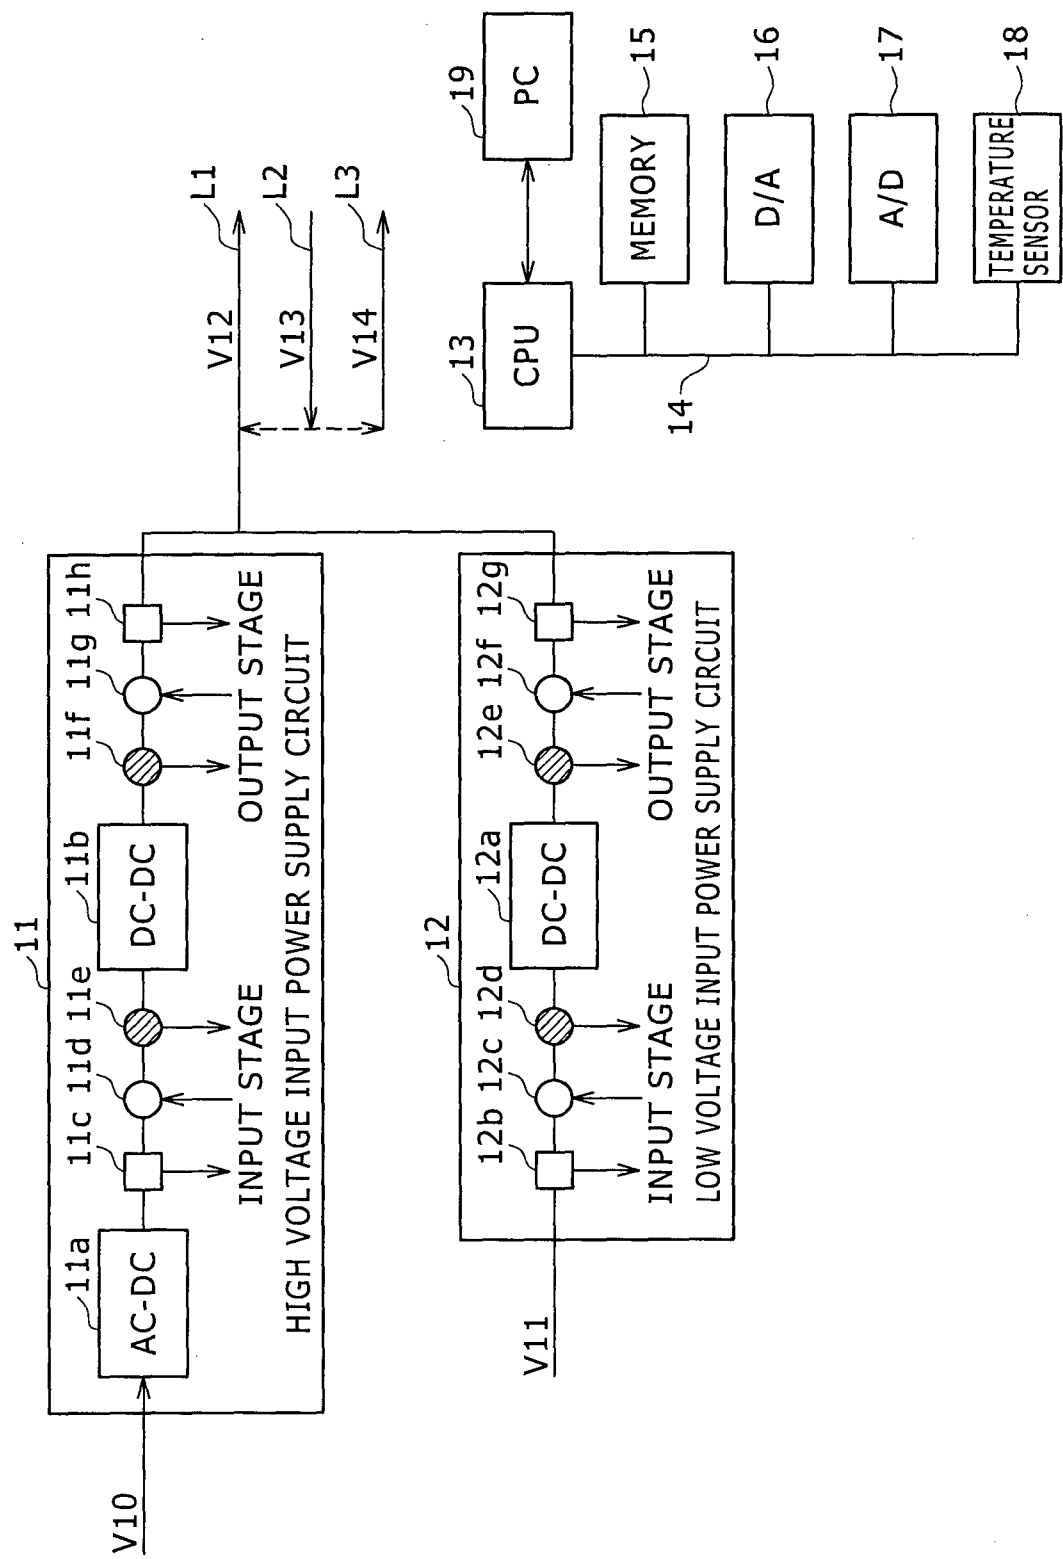 V10
11
11a
AC-DC
11c
11d
11e
11b
DC-DC
11f
11g
11h
INPUT STAGE
OUTPUT STAGE
HIGH VOLTAGE INPUT POWER SUPPLY CIRCUIT
V12
L1
V13
L2
V14
L3
V11
12
12b
12c
12d
12a
DC-DC
12e
12f
12g
INPUT STAGE
OUTPUT STAGE
LOW VOLTAGE INPUT POWER SUPPLY CIRCUIT
13
CPU
19
PC
14
MEMORY
15
D/A
16
A/D
17
TEMPERATURE
SENSOR
18